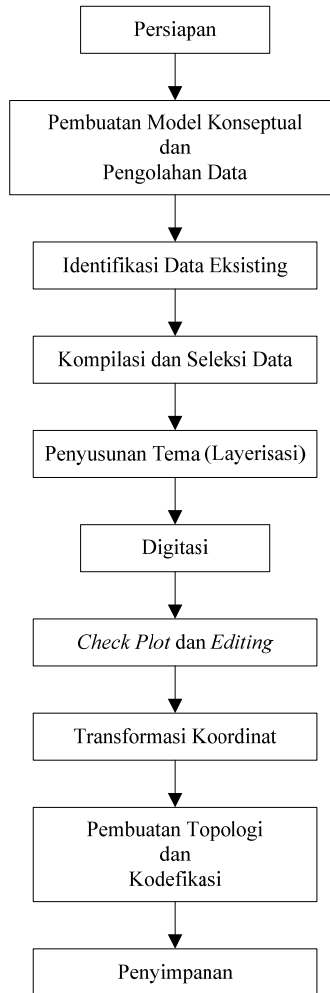 Persiapan
Pembuatan Model Konseptual
dan
Pengolahan Data
Identifikasi Data Eksisting
Kompilasi dan Seleksi Data
Penyusunan Tema (Layerisasi)
Digitasi
Check Plot dan Editing
Transformasi Koordinat
Pembuatan Topologi
dan
Kodefikasi
Penyimpanan